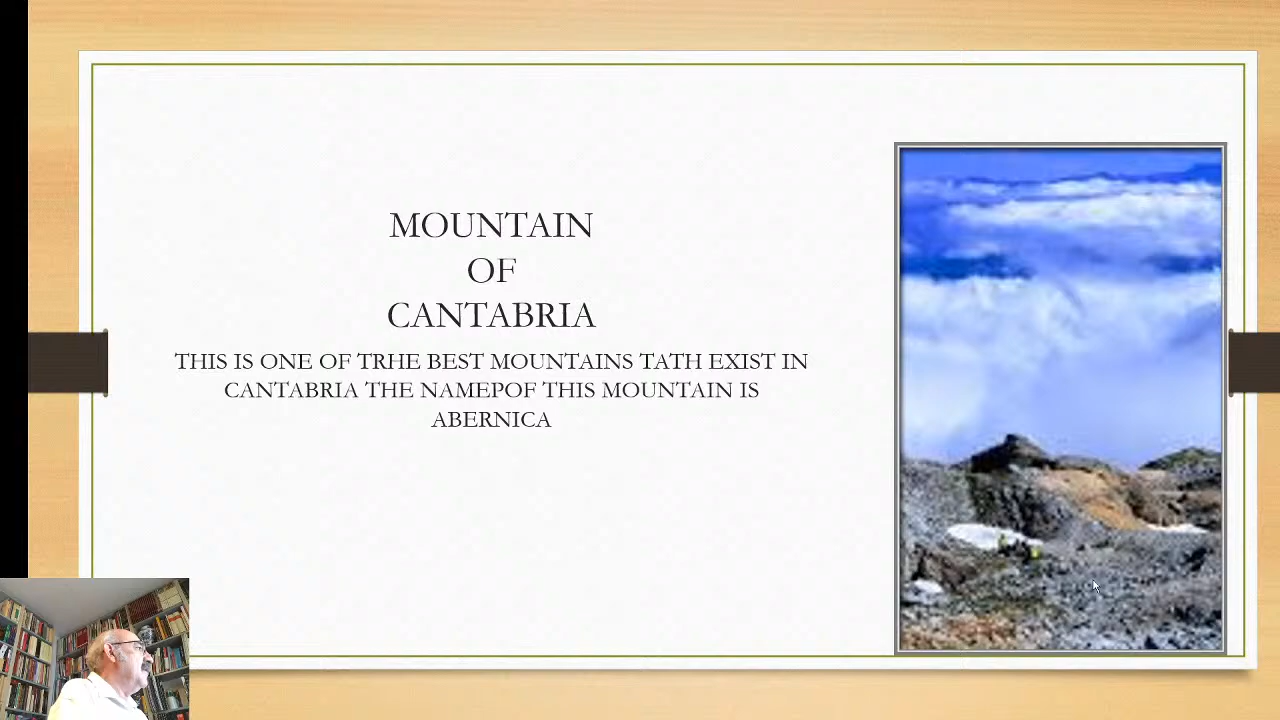 MOUNTAIN
OF
CANTABRIA
THIS IS ONE OF TRHE BEST MOUNTAINS TATH EXIST IN
CANTABRIA THE NAMEPOF THIS MOUNTAIN IS
ABERNICA